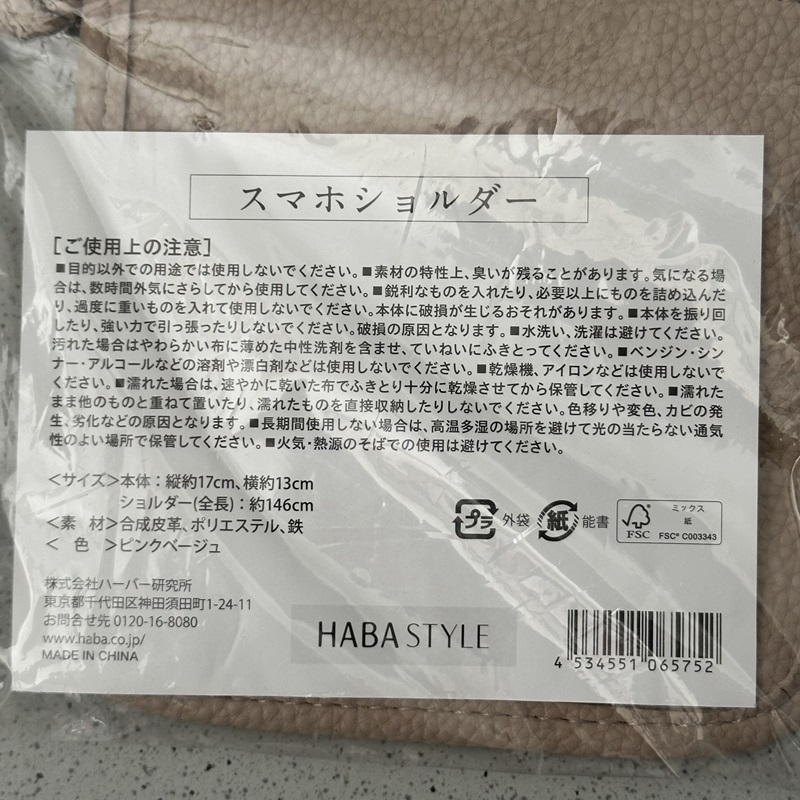 スマホショルダー
[ご使用上の注意]
■目的以外での用途では使用しないでください。■素材の特性上、臭いが残ることがあります。気になる場
合は、数時間外気にさらしてから使用してください。■鋭利なものを入れたり、必要以上にものを詰め込んだ
り、過度に重いものを入れて使用しないでください。本体に破損が生じるおそれがあります。■本体を振り回
したり、強い力で引っ張ったりしないでください。破損の原因となります。■水洗い、洗濯は避けてください。
汚れた場合はやわらかい布に薄めた中性洗剤を含ませ、ていねいにふきとってください。■ベンジン・シン
ナー・アルコールなどの溶剤や漂白剤などは使用しないでください。■乾燥機、アイロンなどは使用しないで
ください。■濡れた場合は、速やかに乾いた布でふきとり十分に乾燥させてから保管してください。■濡れた
まま他のものと重ねて置いたり、濡れたものを直接収納したりしないでください。色移りや変色、カビの発
生、劣化などの原因となります。■長期間使用しない場合は、高温多湿の場所を避けて光の当たらない通気
性のよい場所で保管してください。■火気・熱源のそばでの使用は避けてください。
<サイズ>本体：縦約17cm、横約13cm
ショルダー(全長)：約146cm
<素 材>合成皮革、ポリエステル、鉄
< 色 >ピンクベージュ
プラ 外袋 紙 能書
FSC ミックス
紙
FSC® C003343
株式会社ハーバー研究所
東京都千代田区神田須田町1-24-11
お問合せ先 0120-16-8080
www.haba.co.jp/
MADE IN CHINA
HABA STYLE
4 534551 065752